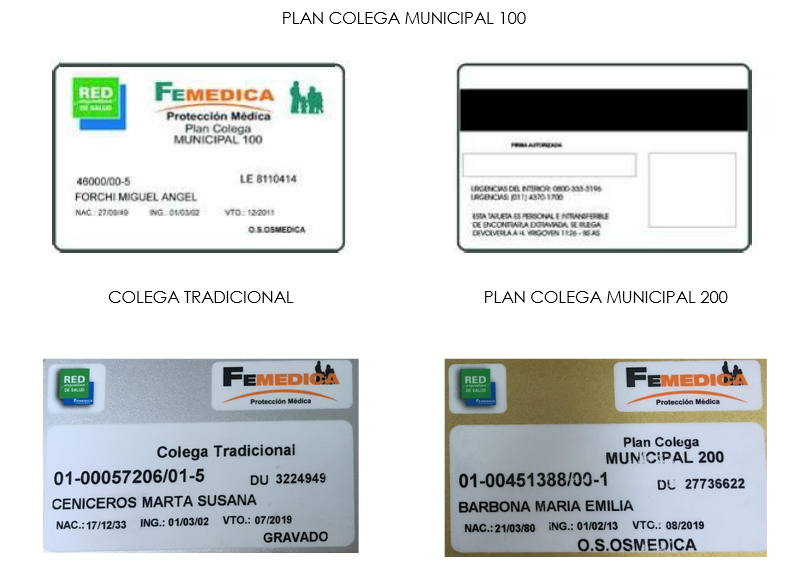 PLAN COLEGA MUNICIPAL 100
RED
DE SALUD
FEMEDICA
Protección Médica
Plan Colega
MUNICIPAL 100
46000/00-5
LE 8110414
FORCHI MIGUEL ANGEL
NAC.: 27/09/49 ING.: 01/03/02 VTO.: 12/2011
O.S.OSMEDICA
FIRMA AUTORIZADA
URGENCIAS DEL INTERIOR: 0800-333-3196
URGENCIAS: (011) 4370-1700
ESTA TARJETA ES PERSONAL E INTRANSFERIBLE
DE ENCONTRARLA EXTRAVIADA, SE RUEGA
DEVOLVERLA A H. YRIGOYEN 1126 - BS.AS
COLEGA TRADICIONAL
PLAN COLEGA MUNICIPAL 200
RED
DE SALUD
FEMEDICA
FEMEDICA
Protección Médica
Colega Tradicional
01-00057206/01-5
DU 3224949
CENICEROS MARTA SUSANA
NAC.: 17/12/33 ING.: 01/03/02 VTO.: 07/2019
GRAVADO
RED
DE SALUD
FEMEDICA
FEMEDICA
Protección Médica
Plan Colega
MUNICIPAL 200
01-00451388/00-1
DU 27736622
BARBONA MARIA EMILIA
NAC.: 21/03/80 ING.: 01/02/13 VTO.: 08/2019
O.S.OSMEDICA